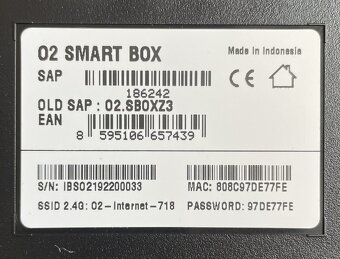 O2 SMART BOX
Made in Indonesia
SAP
186242
OLD SAP : O2.SBOXZ3
EAN
8 595106 657439
S/N: IBS02192200033
MAC: 808C97DE77FE
SSID 2.4G: O2-Internet-718
PASSWORD: 97DE77FE